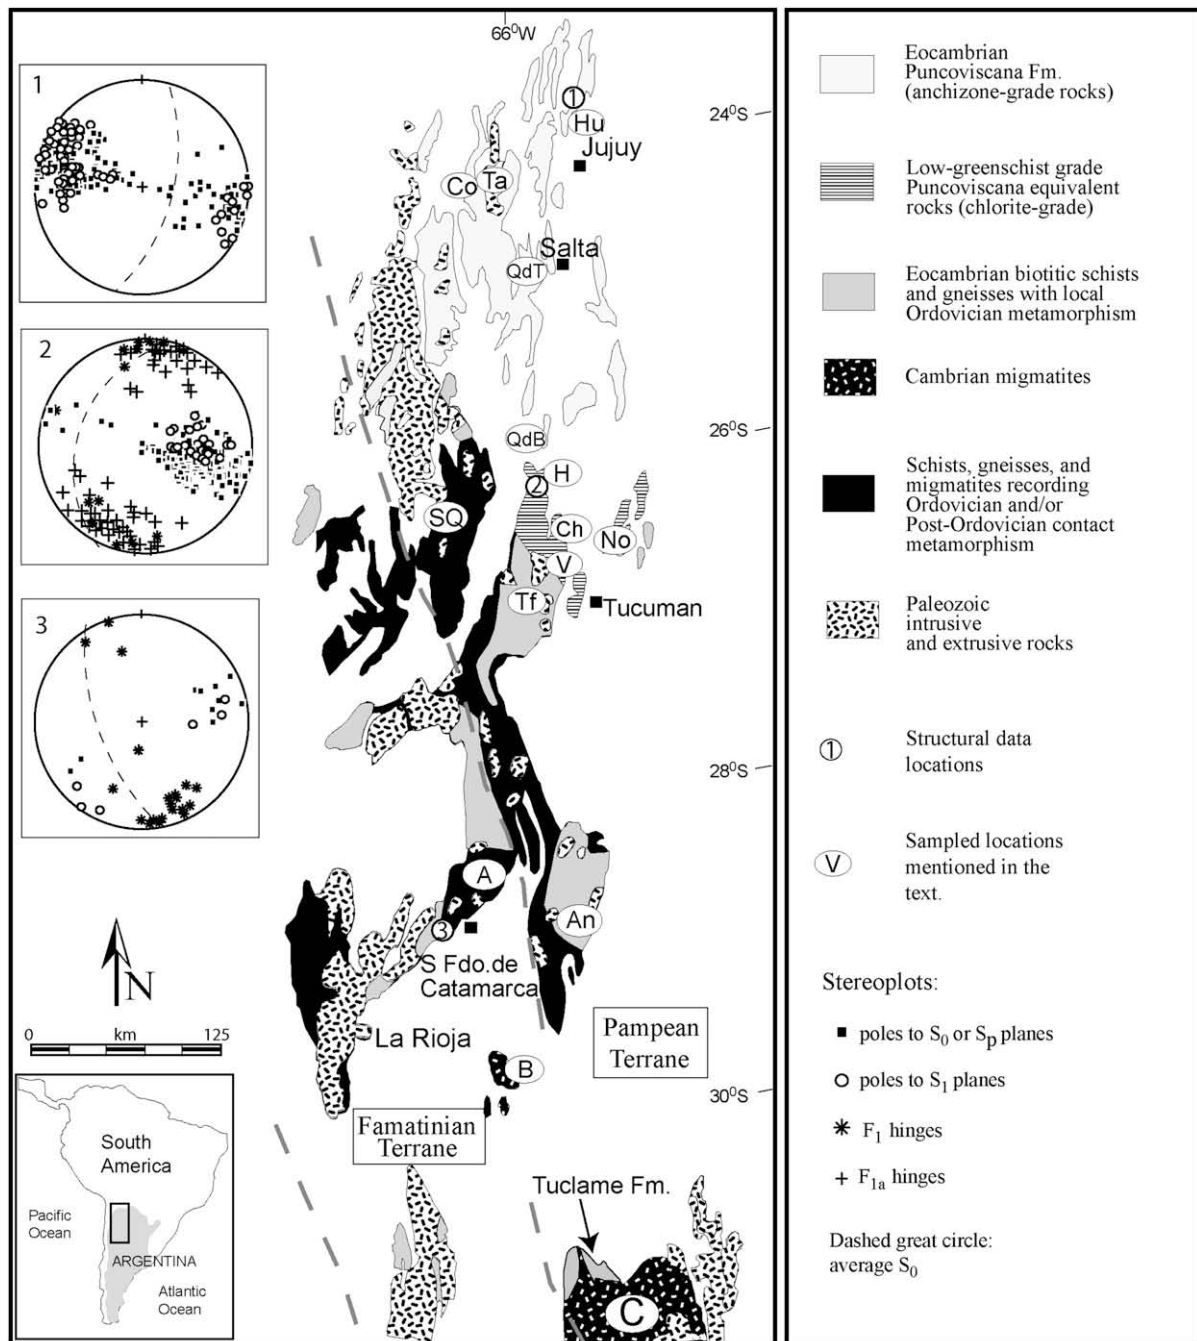 66⁰W
1
24⁰S
1
Hu
Jujuy
Co
Ta
Salta
QdT
2
26⁰S
QdB
H
2
SQ
Ch
No
V
Tf
Tucuman
3
28⁰S
A
An
3
S Fdo.de
Catamarca
N
0 km 125
La Rioja
Pampean
Terrane
B
30⁰S
Famatinian
Terrane
Tuclame Fm.
C
South
America
Pacific
Ocean
ARGENTINA
Atlantic
Ocean
Eocambrian
Puncoviscana Fm.
(anchizone-grade rocks)
Low-greenschist grade
Puncoviscana equivalent
rocks (chlorite-grade)
Eocambrian biotitic schists
and gneisses with local
Ordovician metamorphism
Cambrian migmatites
Schists, gneisses, and
migmatites recording
Ordovician and/or
Post-Ordovician contact
metamorphism
Paleozoic
intrusive
and extrusive rocks
1
Structural data
locations
V
Sampled locations
mentioned in the
text.
Stereoplots:
poles to S₀ or Sₚ planes
poles to S₁ planes
F₁ hinges
F₁ₐ hinges
Dashed great circle:
average S₀